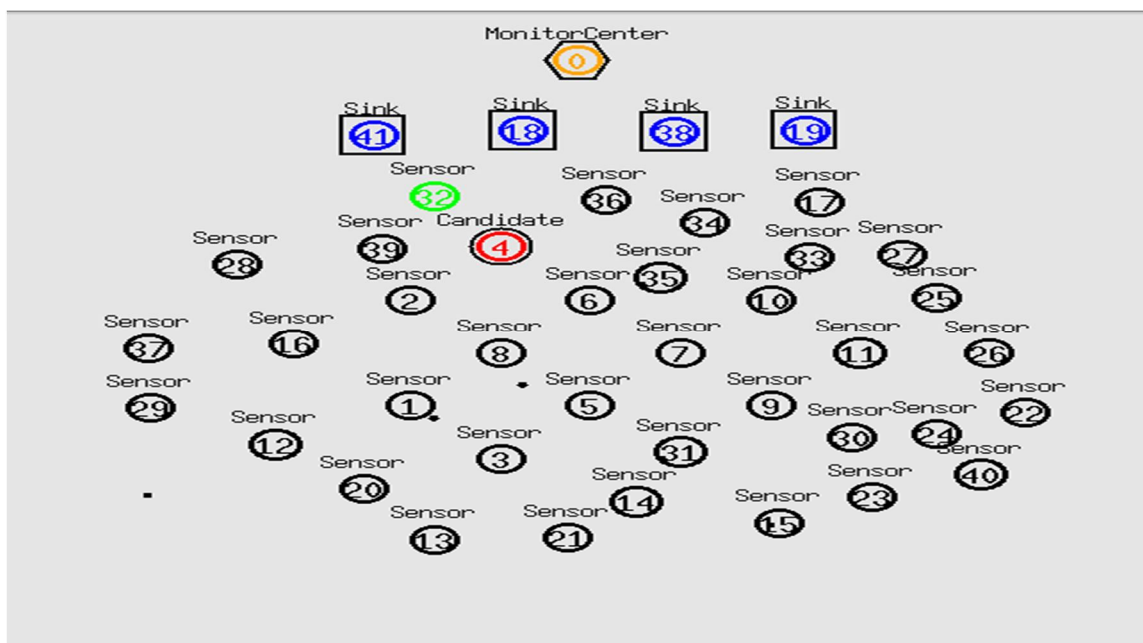 MonitorCenter
0
Sink Sink Sink Sink
41 18 38 19
Sensor Sensor Sensor Sensor
32 36 34 17
Sensor Candidate Sensor Sensor Sensor Sensor
28 39 4 35 33 27
Sensor Sensor Sensor Sensor
2 6 10 25
Sensor Sensor Sensor Sensor Sensor Sensor
37 16 8 7 11 26
Sensor Sensor Sensor Sensor Sensor
29 1 5 9 22
Sensor Sensor Sensor Sensor Sensor Sensor
12 3 31 30 24 40
Sensor Sensor Sensor
20 14 23
Sensor Sensor Sensor
13 21 15